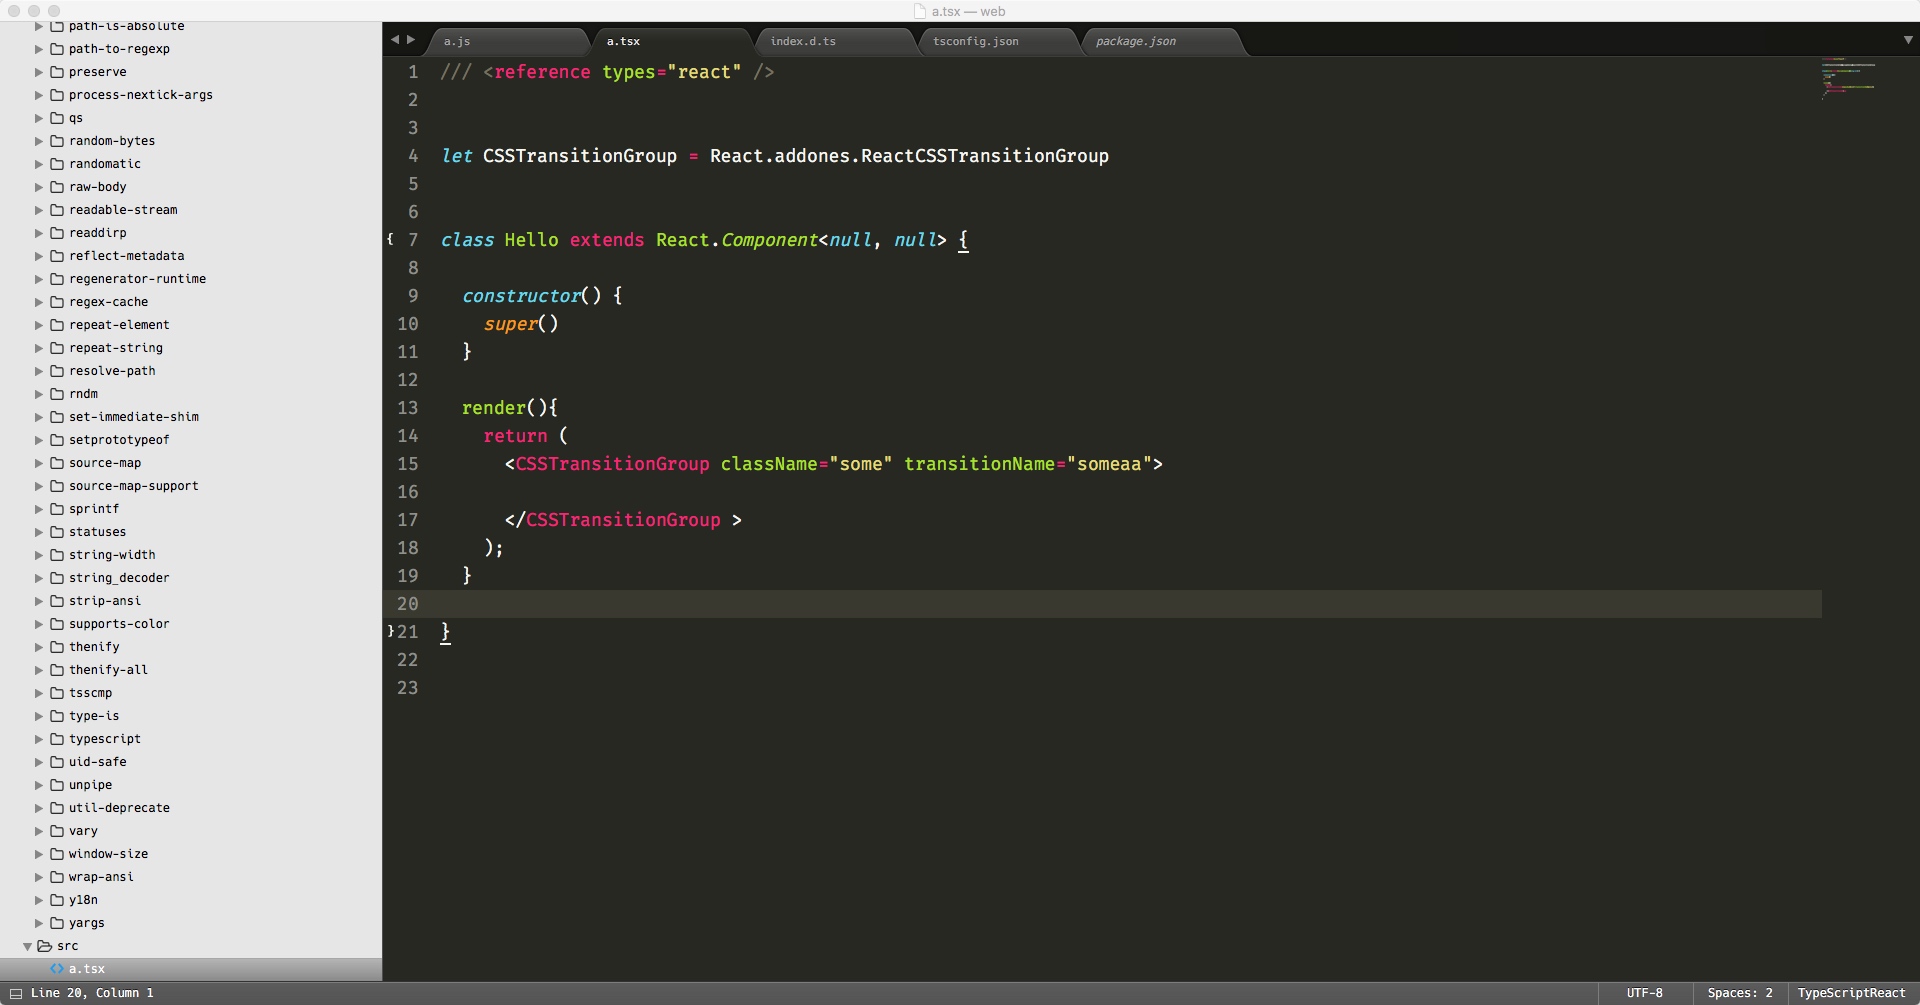 a.tsx — web
path-is-absolute
path-to-regexp
preserve
process-nextick-args
qs
random-bytes
randomatic
raw-body
readable-stream
readdirp
reflect-metadata
regenerator-runtime
regex-cache
repeat-element
repeat-string
resolve-path
rndm
set-immediate-shim
setprototypeof
source-map
source-map-support
sprintf
statuses
string-width
string_decoder
strip-ansi
supports-color
thenify
thenify-all
tsscmp
type-is
typescript
uid-safe
unpipe
util-deprecate
vary
window-size
wrap-ansi
y18n
yargs
src
a.tsx
a.js a.tsx index.d.ts tsconfig.json package.json
1 /// <reference types="react" />
2
3
4 let CSSTransitionGroup = React.addones.ReactCSSTransitionGroup
5
6
{ 7 class Hello extends React.Component<null, null> {
8
9 constructor() {
10 super()
11 }
12
13 render(){
14 return (
15 <CSSTransitionGroup className="some" transitionName="someaa">
16
17 </CSSTransitionGroup >
18 );
19 }
20
} 21 }
22
23
Line 20, Column 1 UTF-8 Spaces: 2 TypeScriptReact